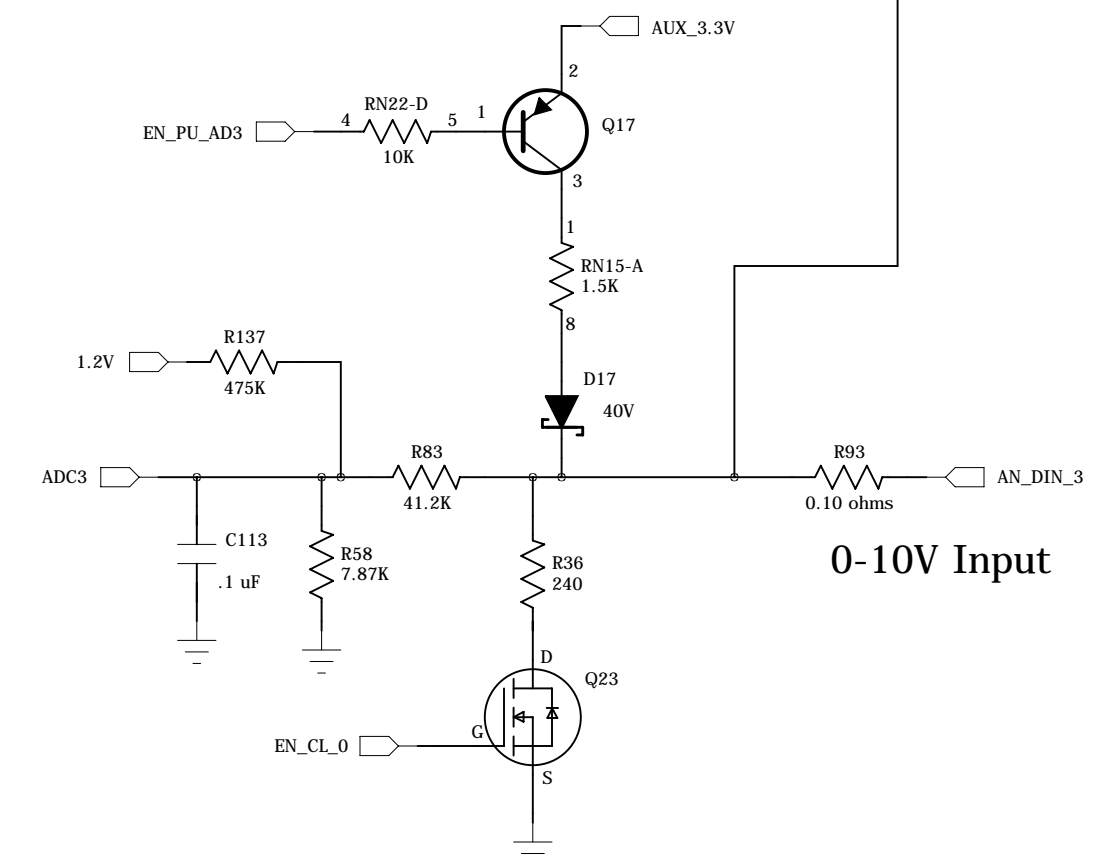 AUX_3.3V
2
RN22-D
EN_PU_AD3
4
5
1
Q17
10K
3
1
RN15-A
1.5K
8
R137
1.2V
475K
D17
40V
R83
R93
ADC3
AN_DIN_3
41.2K
0.10 ohms
C113
.1 uF
R58
7.87K
R36
240
0-10V Input
D
Q23
G
EN_CL_0
S